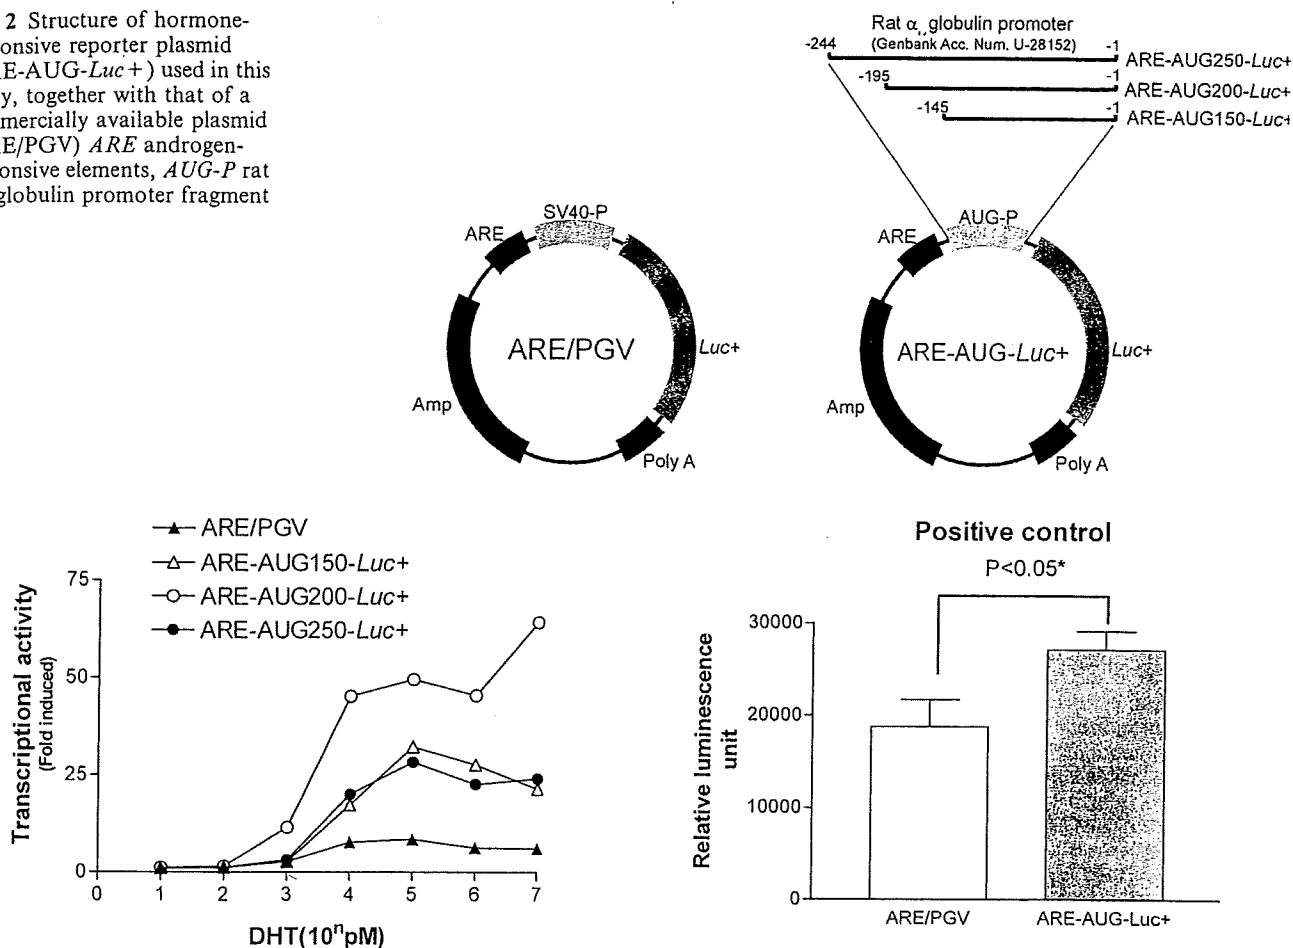 2 Structure of hormone-
onsive reporter plasmid
E-AUG-Luc+) used in this
y, together with that of a
mercially available plasmid
E/PGV) ARE androgen-
onsive elements, AUG-P rat
globulin promoter fragment
Rat α globulin promoter
(Genbank Acc. Num. U-28152)
-244 -1 ARE-AUG250-Luc+
-195 -1 ARE-AUG200-Luc+
-145 -1 ARE-AUG150-Luc+
SV40-P
ARE
ARE/PGV
Luc+
Amp
Poly A
AUG-P
ARE
ARE-AUG-Luc+
Luc+
Amp
Poly A
ARE/PGV
ARE-AUG150-Luc+
ARE-AUG200-Luc+
ARE-AUG250-Luc+
Transcriptional activity
(Fold induced)
75
50
25
0
0 1 2 3 4 5 6 7
DHT(10ⁿpM)
Positive control
P<0.05*
Relative luminescence
unit
30000
20000
10000
0
ARE/PGV ARE-AUG-Luc+